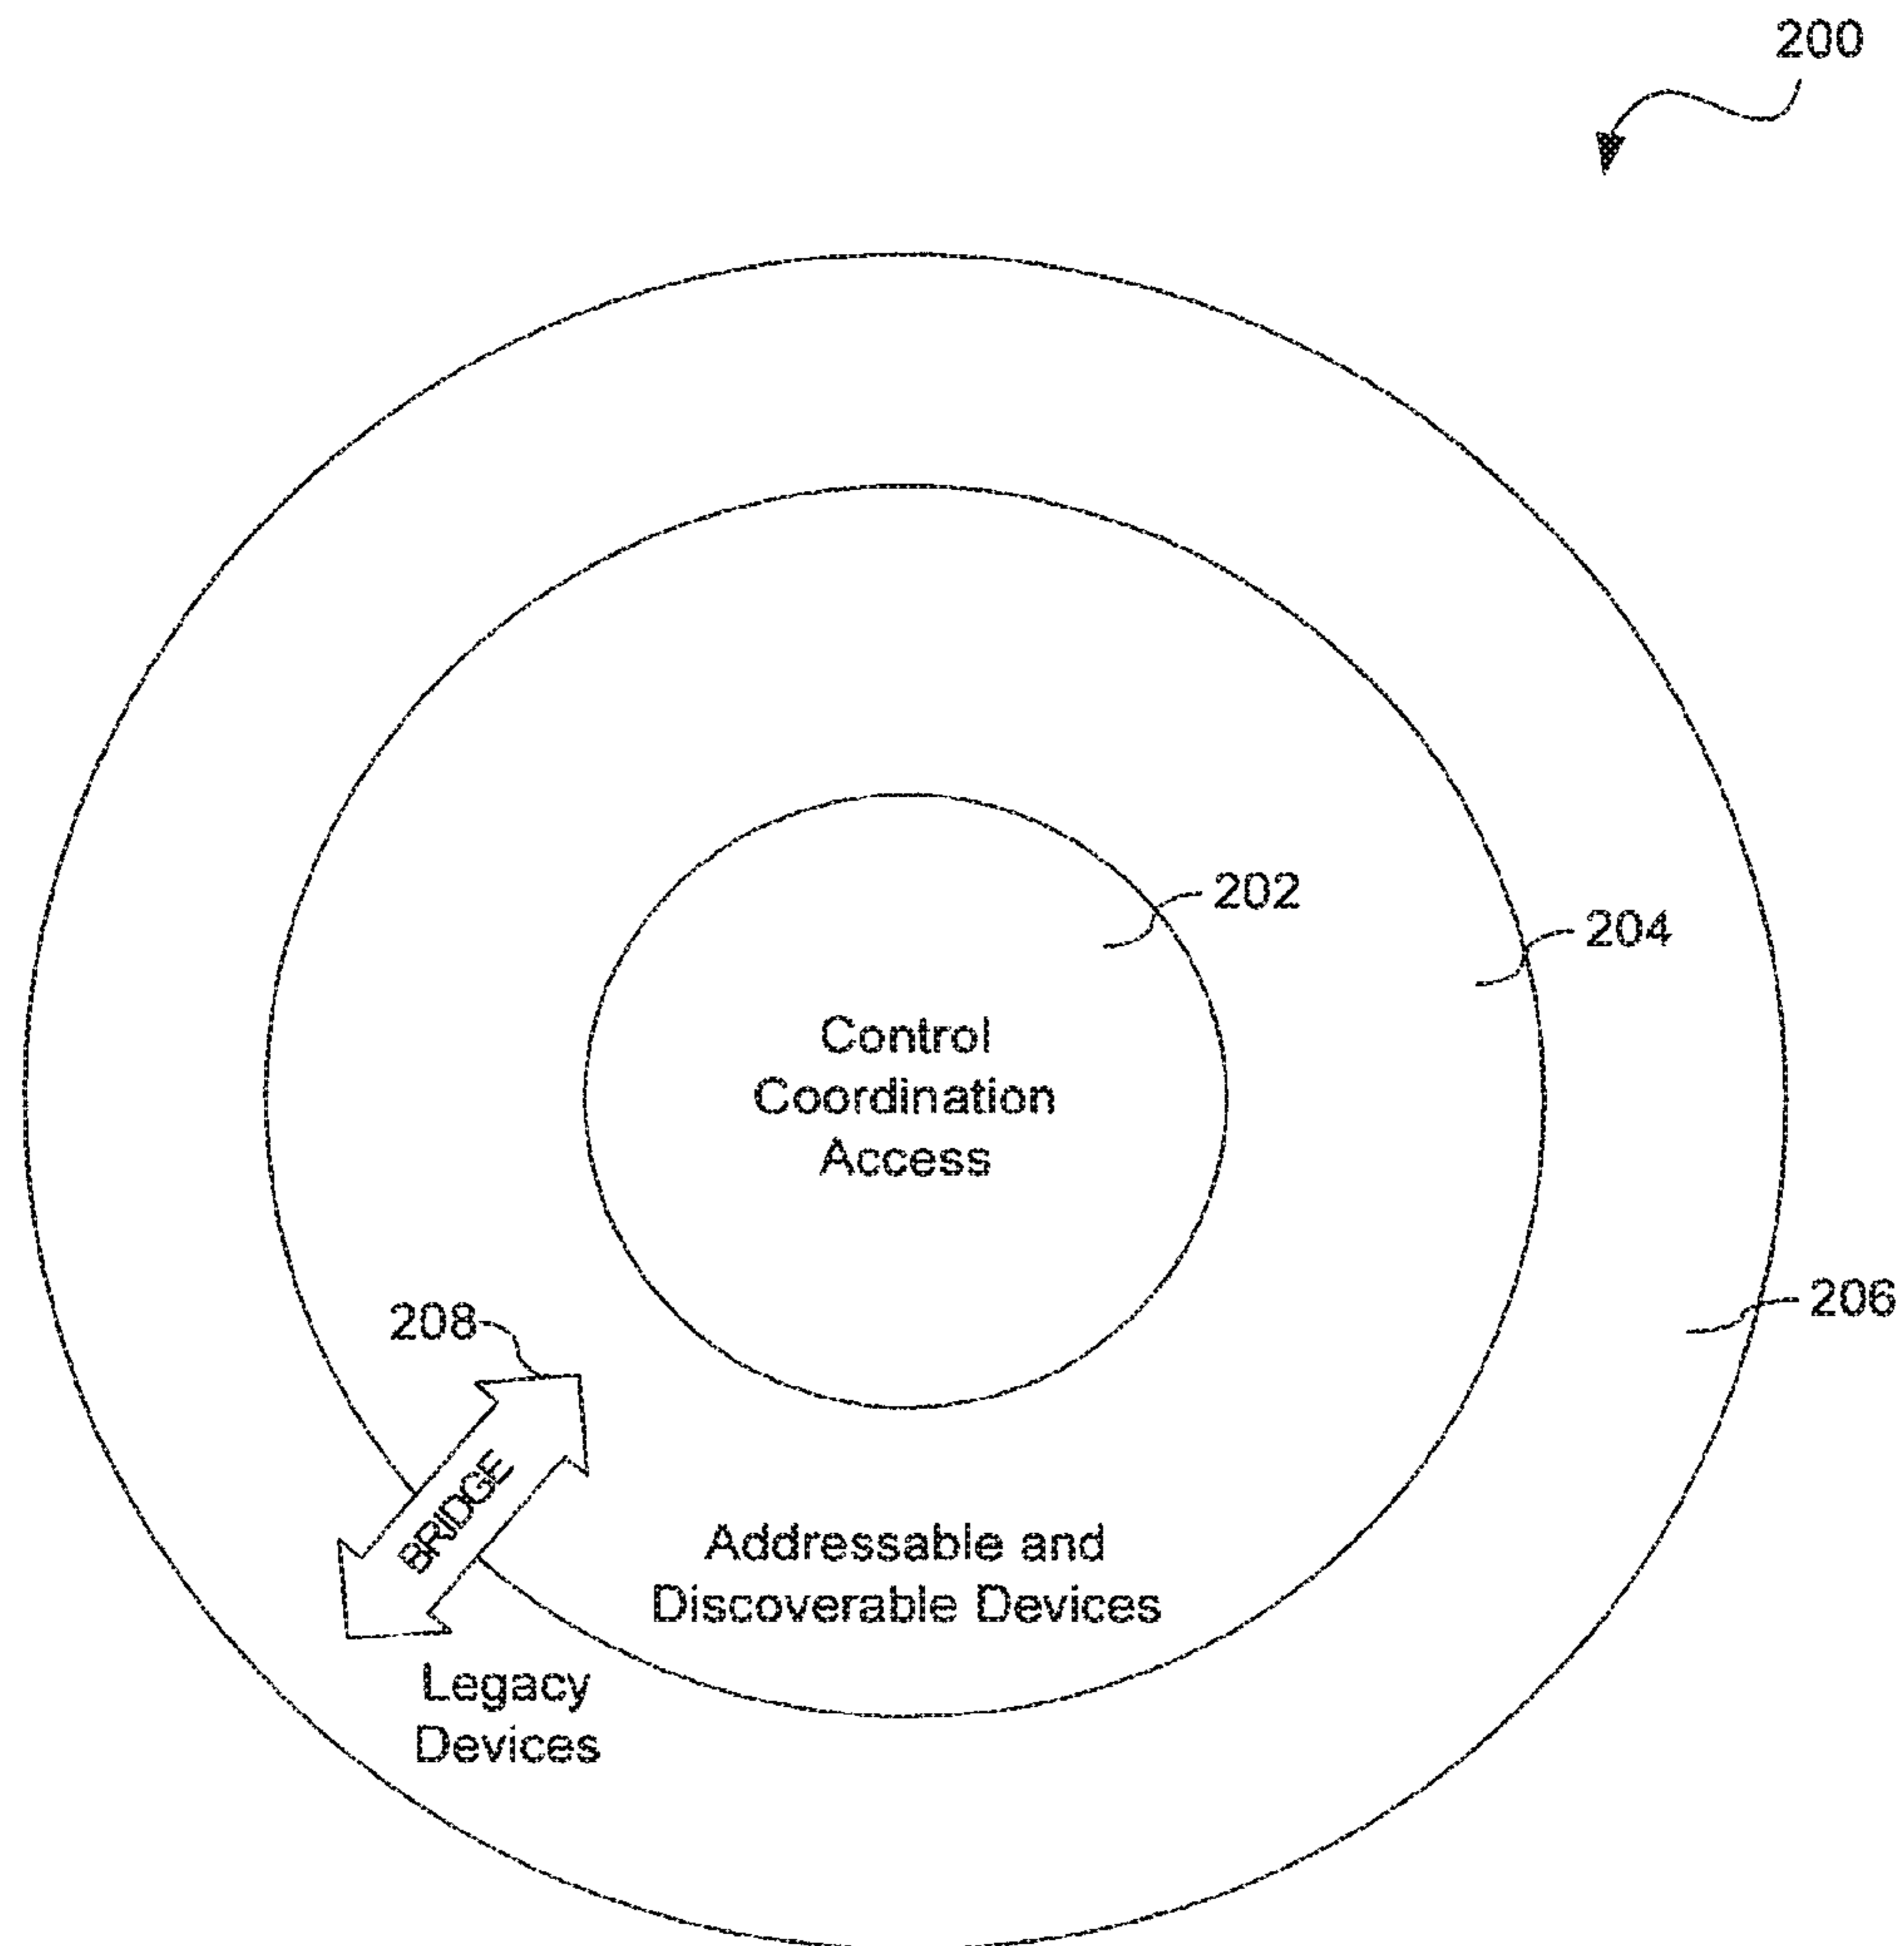 200
202
204
Control
Coordination
Access
206
208
BRIDGE
Addressable and
Discoverable Devices
Legacy
Devices